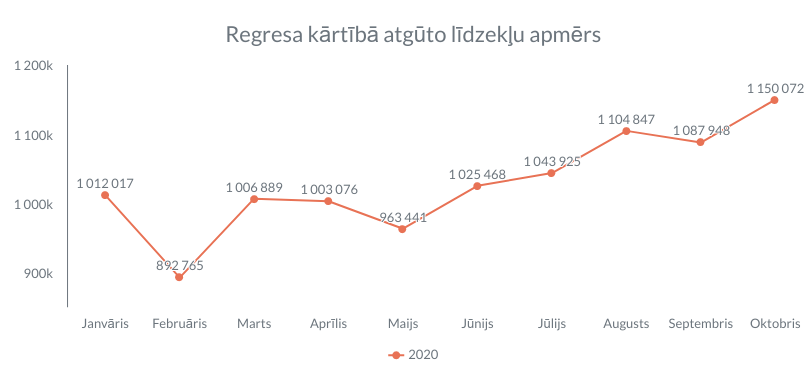 Regresa kārtībā atgūto līdzekļu apmērs
1 200k
1 100k
1 000k
900k
1 012 017
892 765
1 006 889
1 003 076
963 441
1 025 468
1 043 925
1 104 847
1 087 948
1 150 072
Janvāris Februāris Marts Aprīlis Maijs Jūnijs Jūlijs Augusts Septembris Oktobris
2020